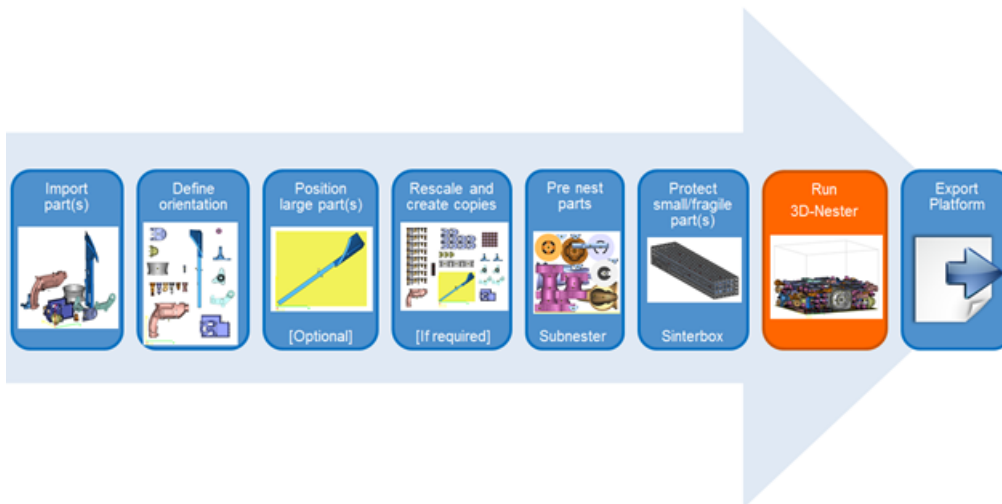 Import
part(s)
Define
orientation
Position
large part(s)
[Optional]
Rescale and
create copies
[If required]
Pre nest
parts
Subnester
Protect
small/fragile
part(s)
Sinterbox
Run
3D-Nester
Export
Platform